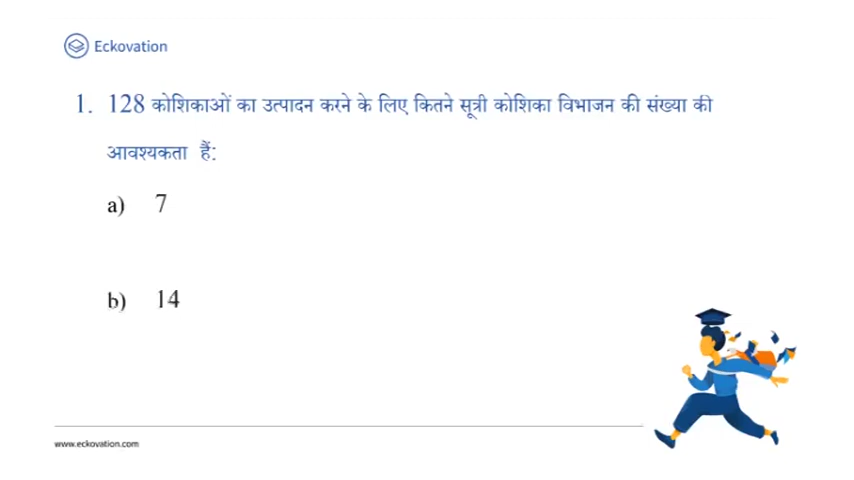 Eckovation
1. 128 कोशिकाओं का उत्पादन करने के लिए कितने सूत्री कोशिका विभाजन की संख्या की
आवश्यकता हैं:
a) 7
b) 14
www.eckovation.com